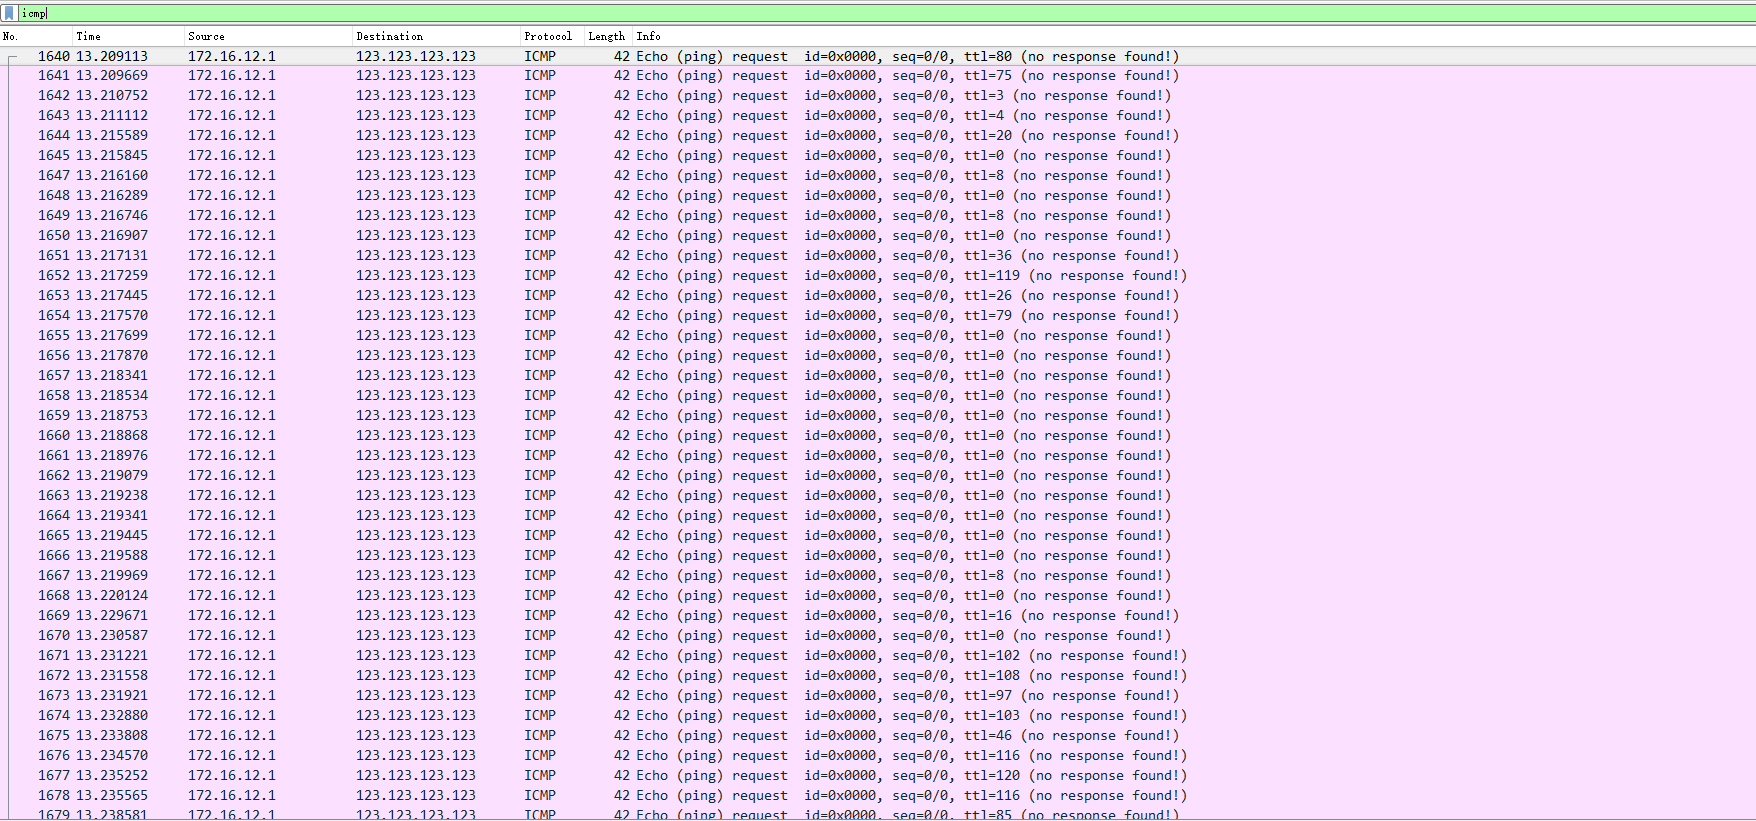 icmp
No. Time Source Destination Protocol Length Info
1640 13.209113 172.16.12.1 123.123.123.123 ICMP 42 Echo (ping) request id=0x0000, seq=0/0, ttl=80 (no response found!)
1641 13.209669 172.16.12.1 123.123.123.123 ICMP 42 Echo (ping) request id=0x0000, seq=0/0, ttl=75 (no response found!)
1642 13.210752 172.16.12.1 123.123.123.123 ICMP 42 Echo (ping) request id=0x0000, seq=0/0, ttl=3 (no response found!)
1643 13.211112 172.16.12.1 123.123.123.123 ICMP 42 Echo (ping) request id=0x0000, seq=0/0, ttl=4 (no response found!)
1644 13.215589 172.16.12.1 123.123.123.123 ICMP 42 Echo (ping) request id=0x0000, seq=0/0, ttl=20 (no response found!)
1645 13.215845 172.16.12.1 123.123.123.123 ICMP 42 Echo (ping) request id=0x0000, seq=0/0, ttl=0 (no response found!)
1647 13.216160 172.16.12.1 123.123.123.123 ICMP 42 Echo (ping) request id=0x0000, seq=0/0, ttl=8 (no response found!)
1648 13.216289 172.16.12.1 123.123.123.123 ICMP 42 Echo (ping) request id=0x0000, seq=0/0, ttl=0 (no response found!)
1649 13.216746 172.16.12.1 123.123.123.123 ICMP 42 Echo (ping) request id=0x0000, seq=0/0, ttl=8 (no response found!)
1650 13.216907 172.16.12.1 123.123.123.123 ICMP 42 Echo (ping) request id=0x0000, seq=0/0, ttl=0 (no response found!)
1651 13.217131 172.16.12.1 123.123.123.123 ICMP 42 Echo (ping) request id=0x0000, seq=0/0, ttl=36 (no response found!)
1652 13.217259 172.16.12.1 123.123.123.123 ICMP 42 Echo (ping) request id=0x0000, seq=0/0, ttl=119 (no response found!)
1653 13.217445 172.16.12.1 123.123.123.123 ICMP 42 Echo (ping) request id=0x0000, seq=0/0, ttl=26 (no response found!)
1654 13.217570 172.16.12.1 123.123.123.123 ICMP 42 Echo (ping) request id=0x0000, seq=0/0, ttl=79 (no response found!)
1655 13.217699 172.16.12.1 123.123.123.123 ICMP 42 Echo (ping) request id=0x0000, seq=0/0, ttl=0 (no response found!)
1656 13.217870 172.16.12.1 123.123.123.123 ICMP 42 Echo (ping) request id=0x0000, seq=0/0, ttl=0 (no response found!)
1657 13.218341 172.16.12.1 123.123.123.123 ICMP 42 Echo (ping) request id=0x0000, seq=0/0, ttl=0 (no response found!)
1658 13.218534 172.16.12.1 123.123.123.123 ICMP 42 Echo (ping) request id=0x0000, seq=0/0, ttl=0 (no response found!)
1659 13.218753 172.16.12.1 123.123.123.123 ICMP 42 Echo (ping) request id=0x0000, seq=0/0, ttl=0 (no response found!)
1660 13.218868 172.16.12.1 123.123.123.123 ICMP 42 Echo (ping) request id=0x0000, seq=0/0, ttl=0 (no response found!)
1661 13.218976 172.16.12.1 123.123.123.123 ICMP 42 Echo (ping) request id=0x0000, seq=0/0, ttl=0 (no response found!)
1662 13.219079 172.16.12.1 123.123.123.123 ICMP 42 Echo (ping) request id=0x0000, seq=0/0, ttl=0 (no response found!)
1663 13.219238 172.16.12.1 123.123.123.123 ICMP 42 Echo (ping) request id=0x0000, seq=0/0, ttl=0 (no response found!)
1664 13.219341 172.16.12.1 123.123.123.123 ICMP 42 Echo (ping) request id=0x0000, seq=0/0, ttl=0 (no response found!)
1665 13.219445 172.16.12.1 123.123.123.123 ICMP 42 Echo (ping) request id=0x0000, seq=0/0, ttl=0 (no response found!)
1666 13.219588 172.16.12.1 123.123.123.123 ICMP 42 Echo (ping) request id=0x0000, seq=0/0, ttl=0 (no response found!)
1667 13.219969 172.16.12.1 123.123.123.123 ICMP 42 Echo (ping) request id=0x0000, seq=0/0, ttl=8 (no response found!)
1668 13.220124 172.16.12.1 123.123.123.123 ICMP 42 Echo (ping) request id=0x0000, seq=0/0, ttl=0 (no response found!)
1669 13.229671 172.16.12.1 123.123.123.123 ICMP 42 Echo (ping) request id=0x0000, seq=0/0, ttl=16 (no response found!)
1670 13.230587 172.16.12.1 123.123.123.123 ICMP 42 Echo (ping) request id=0x0000, seq=0/0, ttl=0 (no response found!)
1671 13.231221 172.16.12.1 123.123.123.123 ICMP 42 Echo (ping) request id=0x0000, seq=0/0, ttl=102 (no response found!)
1672 13.231558 172.16.12.1 123.123.123.123 ICMP 42 Echo (ping) request id=0x0000, seq=0/0, ttl=108 (no response found!)
1673 13.231921 172.16.12.1 123.123.123.123 ICMP 42 Echo (ping) request id=0x0000, seq=0/0, ttl=97 (no response found!)
1674 13.232880 172.16.12.1 123.123.123.123 ICMP 42 Echo (ping) request id=0x0000, seq=0/0, ttl=103 (no response found!)
1675 13.233808 172.16.12.1 123.123.123.123 ICMP 42 Echo (ping) request id=0x0000, seq=0/0, ttl=46 (no response found!)
1676 13.234570 172.16.12.1 123.123.123.123 ICMP 42 Echo (ping) request id=0x0000, seq=0/0, ttl=116 (no response found!)
1677 13.235252 172.16.12.1 123.123.123.123 ICMP 42 Echo (ping) request id=0x0000, seq=0/0, ttl=120 (no response found!)
1678 13.235565 172.16.12.1 123.123.123.123 ICMP 42 Echo (ping) request id=0x0000, seq=0/0, ttl=116 (no response found!)
1679 13.238581 172.16.12.1 123.123.123.123 ICMP 42 Echo (ping) request id=0x0000, seq=0/0, ttl=85 (no response found!)